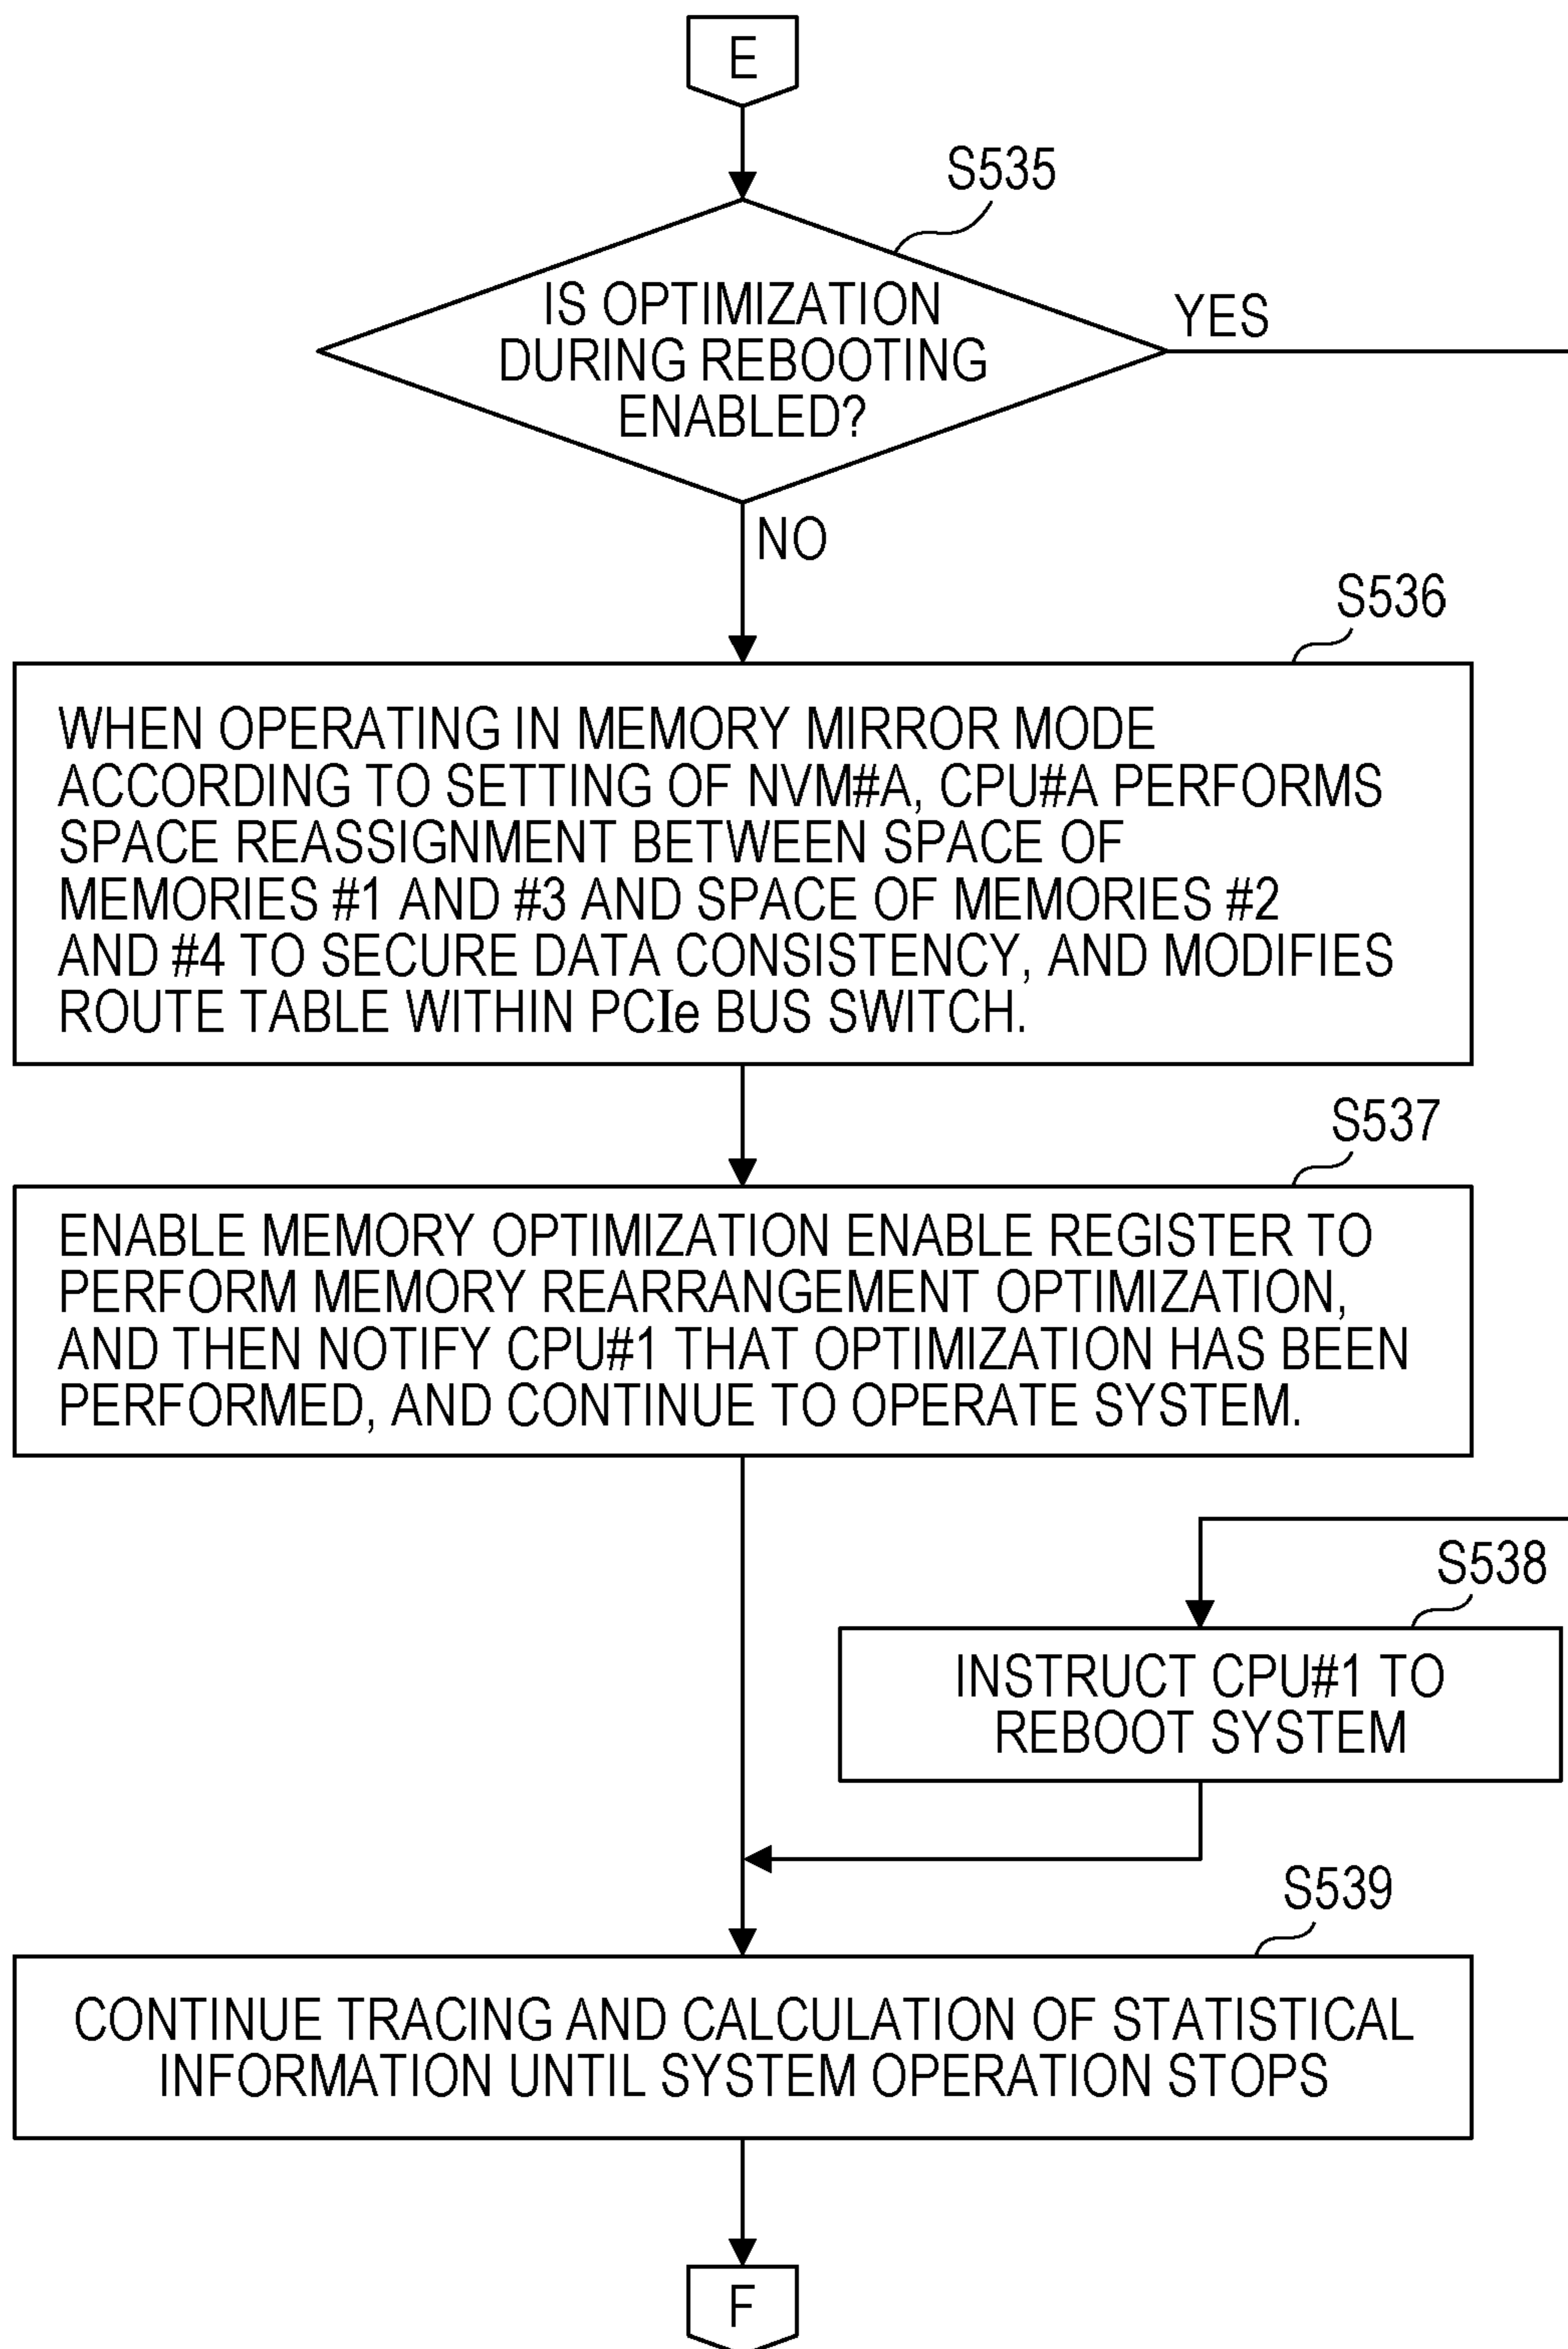 E
S535
IS OPTIMIZATION
DURING REBOOTING
ENABLED?
YES
NO
S536
WHEN OPERATING IN MEMORY MIRROR MODE
ACCORDING TO SETTING OF NVM#A, CPU#A PERFORMS
SPACE REASSIGNMENT BETWEEN SPACE OF
MEMORIES #1 AND #3 AND SPACE OF MEMORIES #2
AND #4 TO SECURE DATA CONSISTENCY, AND MODIFIES
ROUTE TABLE WITHIN PCIe BUS SWITCH.
S537
ENABLE MEMORY OPTIMIZATION ENABLE REGISTER TO
PERFORM MEMORY REARRANGEMENT OPTIMIZATION,
AND THEN NOTIFY CPU#1 THAT OPTIMIZATION HAS BEEN
PERFORMED, AND CONTINUE TO OPERATE SYSTEM.
S538
INSTRUCT CPU#1 TO
REBOOT SYSTEM
S539
CONTINUE TRACING AND CALCULATION OF STATISTICAL
INFORMATION UNTIL SYSTEM OPERATION STOPS
F